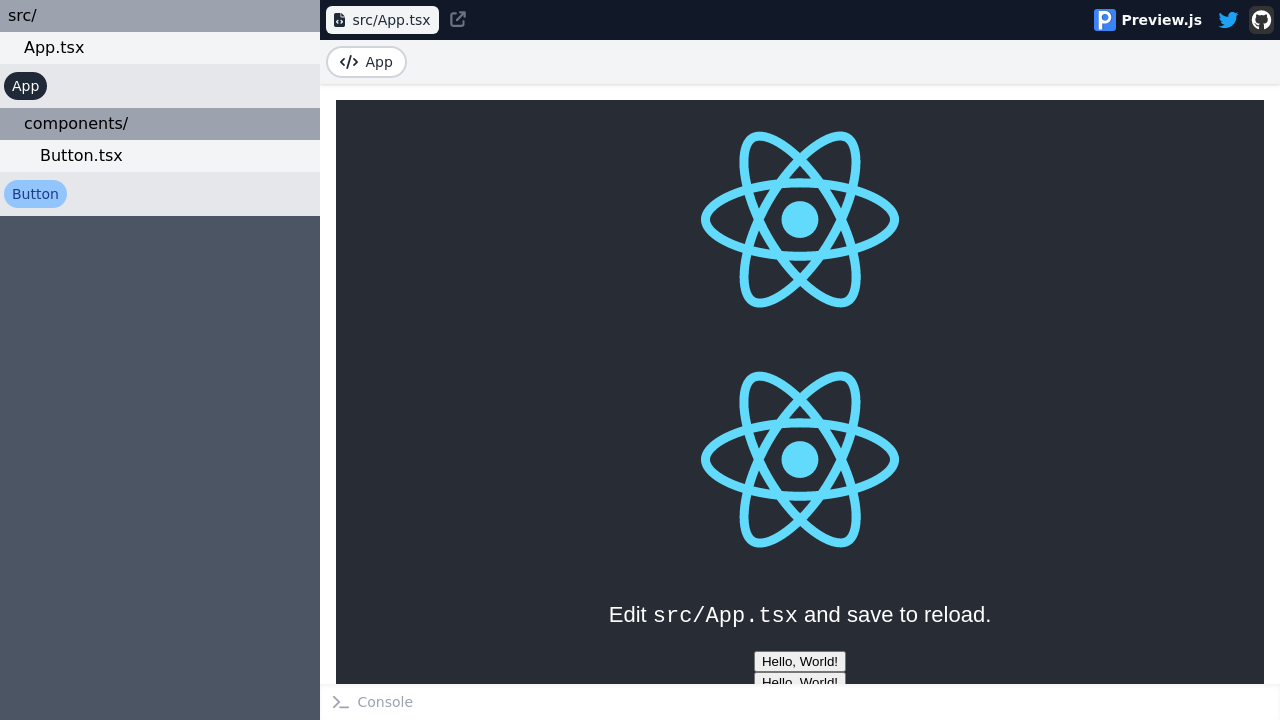 src/
App.tsx
App
components/
Button.tsx
Button
src/App.tsx
Preview.js
App
Edit src/App.tsx and save to reload.
Hello, World!
Hello, World!
Console